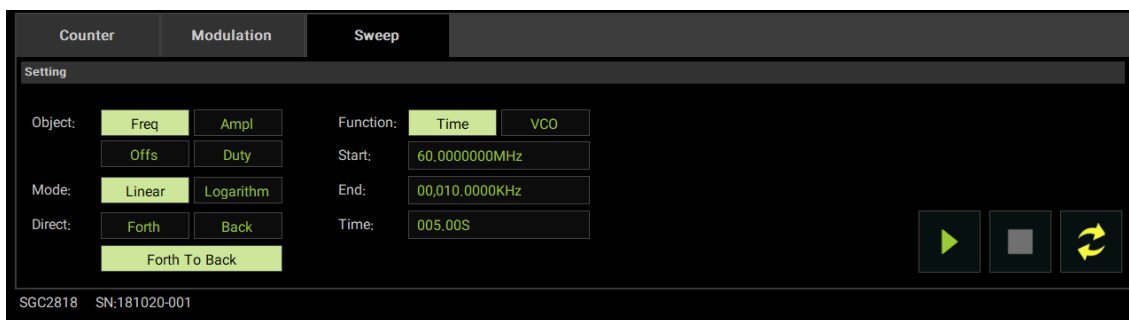 Counter Modulation Sweep
Setting
Object: Freq Ampl Function: Time VCO
Offs Duty Start: 60.0000000MHz
Mode: Linear Logarithm End: 00,010.0000KHz
Direct: Forth Back Time: 005.00S
Forth To Back
SGC2818 SN:181020-001